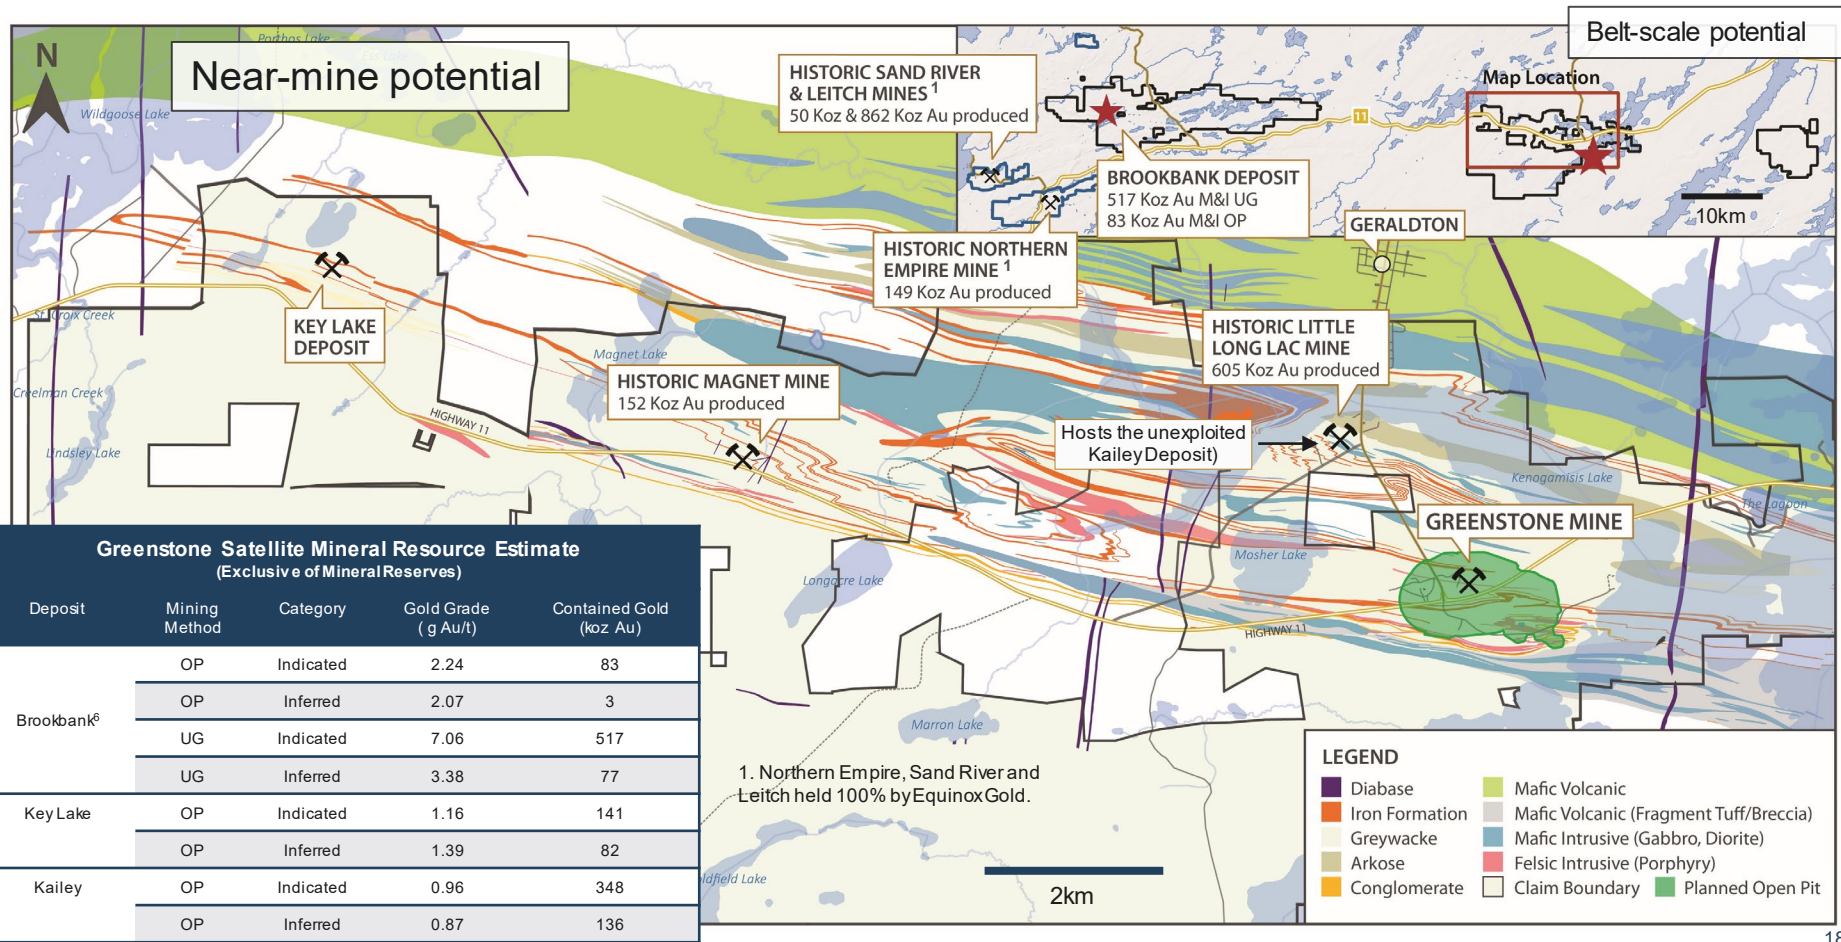 Belt-scale potential
N
Near-mine potential
Porthos Lake
Wildgoose Lake
HISTORIC SAND RIVER
& LEITCH MINES 1
50 Koz & 862 Koz Au produced
Map Location
11
10km
BROOKBANK DEPOSIT
517 Koz Au M&I UG
83 Koz Au M&I OP
HISTORIC NORTHERN
EMPIRE MINE 1
149 Koz Au produced
GERALDTON
St. Croix Creek
KEY LAKE
DEPOSIT
Magnet Lake
HISTORIC MAGNET MINE
152 Koz Au produced
HISTORIC LITTLE
LONG LAC MINE
605 Koz Au produced
Creelman Creek
HIGHWAY 11
Lindsley Lake
Hosts the unexploited
Kailey Deposit)
Kenogamisis Lake
The Lagoon
GREENSTONE MINE
Mosher Lake
Longacre Lake
HIGHWAY 11
Marron Lake
Greenstone Satellite Mineral Resource Estimate
(Exclusive of Mineral Reserves)
Deposit Mining Method Category Gold Grade ( g Au/t) Contained Gold (koz Au)
OP Indicated 2.24 83
OP Inferred 2.07 3
Brookbank6
UG Indicated 7.06 517
UG Inferred 3.38 77
Key Lake OP Indicated 1.16 141
OP Inferred 1.39 82
Kailey OP Indicated 0.96 348
OP Inferred 0.87 136
1. Northern Empire, Sand River and
Leitch held 100% by Equinox Gold.
2km
LEGEND
Diabase
Iron Formation
Greywacke
Arkose
Conglomerate
Mafic Volcanic
Mafic Volcanic (Fragment Tuff/Breccia)
Mafic Intrusive (Gabbro, Diorite)
Felsic Intrusive (Porphyry)
Claim Boundary
Planned Open Pit
18